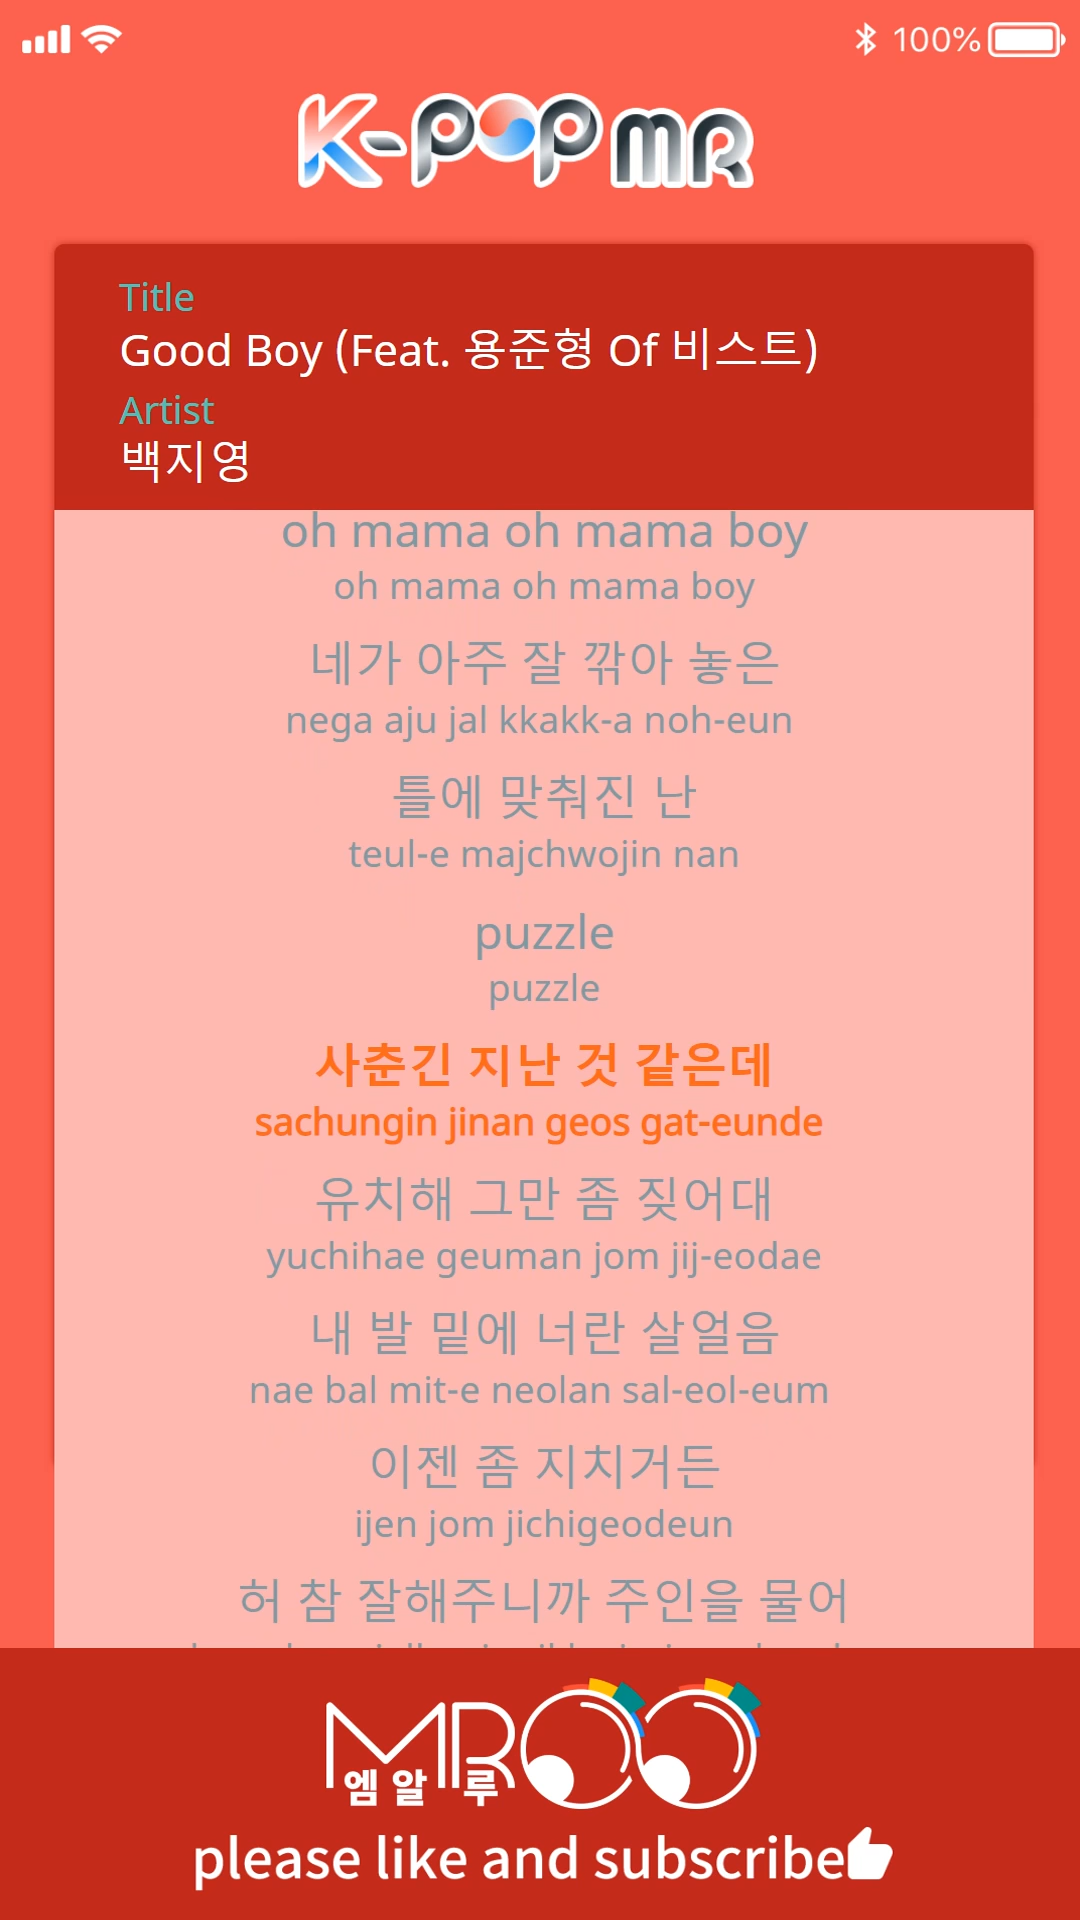 100%
K-POP MR
Title
Good Boy (Feat. 용준형 Of 비스트)
Artist
백지영
oh mama oh mama boy
oh mama oh mama boy
네가 아주 잘 깎아 놓은
nega aju jal kkakk-a noh-eun
틀에 맞춰진 난
teul-e majchwojin nan
puzzle
puzzle
사춘긴 지난 것 같은데
sachungin jinan geos gat-eunde
유치해 그만 좀 짖어대
yuchihae geuman jom jij-eodae
내 발 밑에 너란 살얼음
nae bal mit-e neolan sal-eol-eum
이젠 좀 지치거든
ijen jom jichigeodeun
허 참 잘해주니까 주인을 물어
MROO
엠알루
please like and subscribe